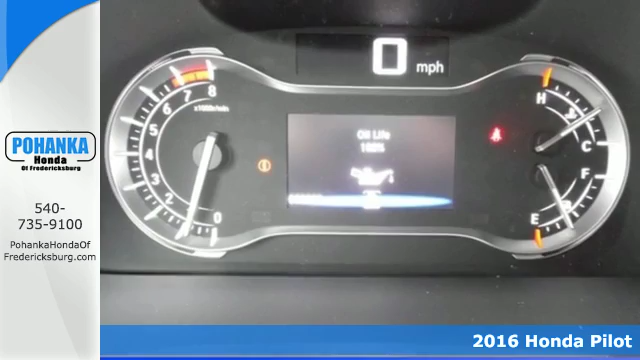 POHANKA
Honda
Of Fredericksburg
540-
735-9100
PohankaHondaOf
Fredericksburg.com
0 mph
8
7
6
5
4
3
2
0
x1000r/min
Oil Life
100%
H
C
F
E
2016 Honda Pilot